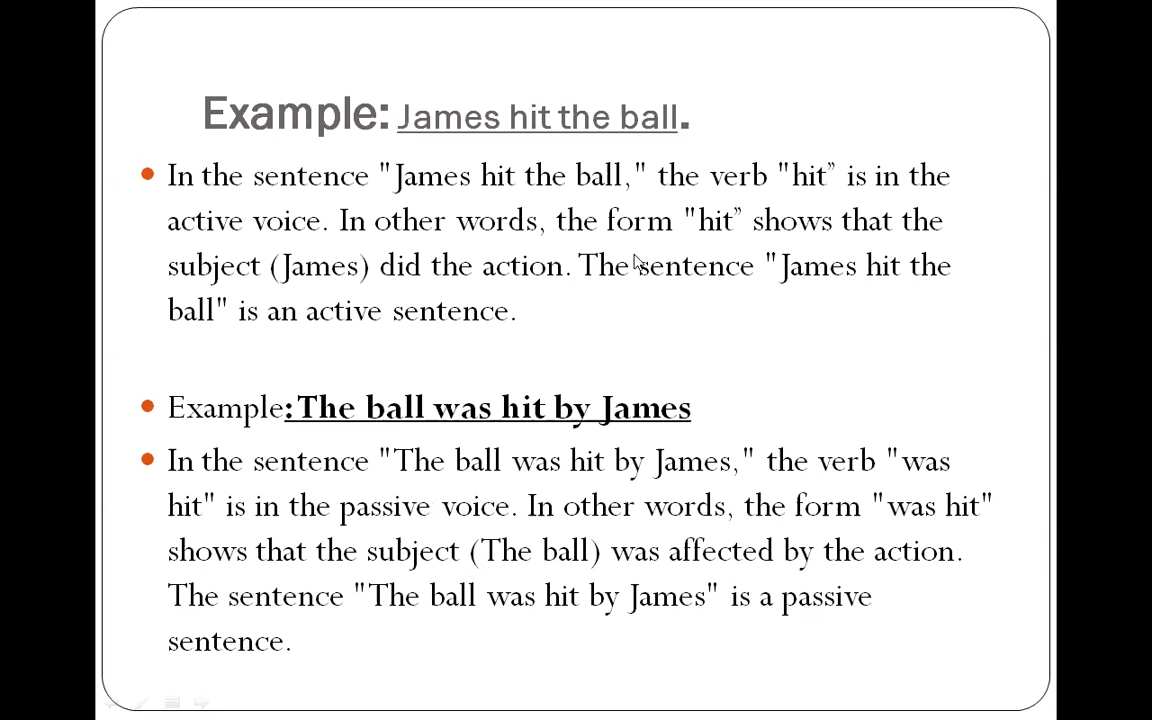 Example: James hit the ball.
In the sentence "James hit the ball," the verb "hit” is in the
active voice. In other words, the form "hit” shows that the
subject (James) did the action. The sentence "James hit the
ball" is an active sentence.
Example:The ball was hit by James
In the sentence "The ball was hit by James," the verb "was
hit" is in the passive voice. In other words, the form "was hit"
shows that the subject (The ball) was affected by the action.
The sentence "The ball was hit by James" is a passive
sentence.